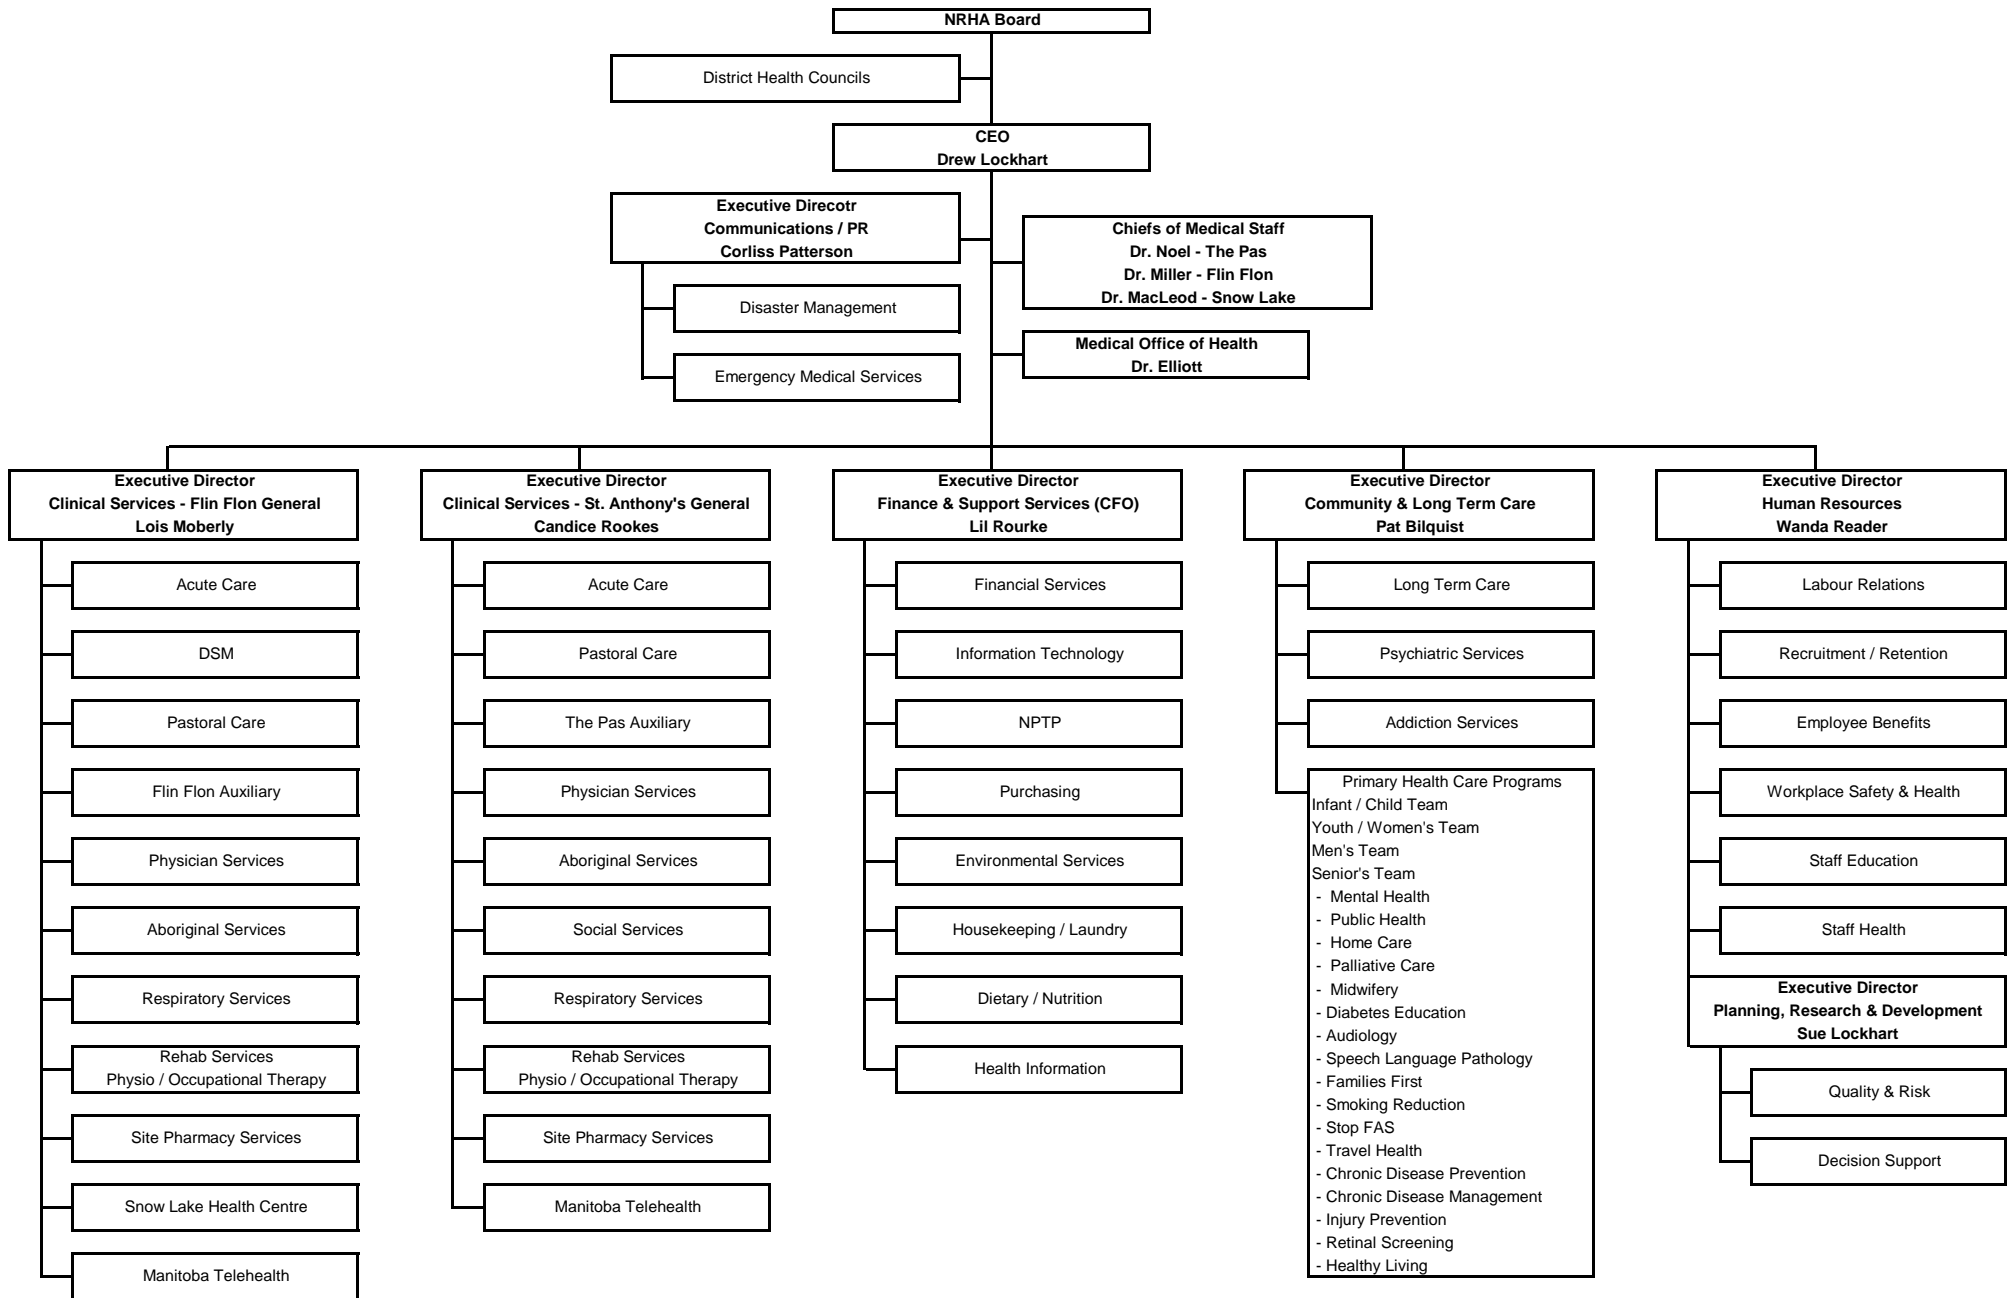 NRHA Board
District Health Councils
CEO
Drew Lockhart
Executive Direcotr
Communications / PR
Corliss Patterson
Disaster Management
Emergency Medical Services
Chiefs of Medical Staff
Dr. Noel - The Pas
Dr. Miller - Flin Flon
Dr. MacLeod - Snow Lake
Medical Office of Health
Dr. Elliott
Executive Director
Clinical Services - Flin Flon General
Lois Moberly
Acute Care
DSM
Pastoral Care
Flin Flon Auxiliary
Physician Services
Aboriginal Services
Respiratory Services
Rehab Services
Physio / Occupational Therapy
Site Pharmacy Services
Snow Lake Health Centre
Manitoba Telehealth
Executive Director
Clinical Services - St. Anthony's General
Candice Rookes
Acute Care
Pastoral Care
The Pas Auxiliary
Physician Services
Aboriginal Services
Social Services
Respiratory Services
Rehab Services
Physio / Occupational Therapy
Site Pharmacy Services
Manitoba Telehealth
Executive Director
Finance & Support Services (CFO)
Lil Rourke
Financial Services
Information Technology
NPTP
Purchasing
Environmental Services
Housekeeping / Laundry
Dietary / Nutrition
Health Information
Executive Director
Community & Long Term Care
Pat Bilquist
Long Term Care
Psychiatric Services
Addiction Services
Primary Health Care Programs
Infant / Child Team
Youth / Women's Team
Men's Team
Senior's Team
- Mental Health
- Public Health
- Home Care
- Palliative Care
- Midwifery
- Diabetes Education
- Audiology
- Speech Language Pathology
- Families First
- Smoking Reduction
- Stop FAS
- Travel Health
- Chronic Disease Prevention
- Chronic Disease Management
- Injury Prevention
- Retinal Screening
- Healthy Living
Executive Director
Human Resources
Wanda Reader
Labour Relations
Recruitment / Retention
Employee Benefits
Workplace Safety & Health
Staff Education
Staff Health
Executive Director
Planning, Research & Development
Sue Lockhart
Quality & Risk
Decision Support